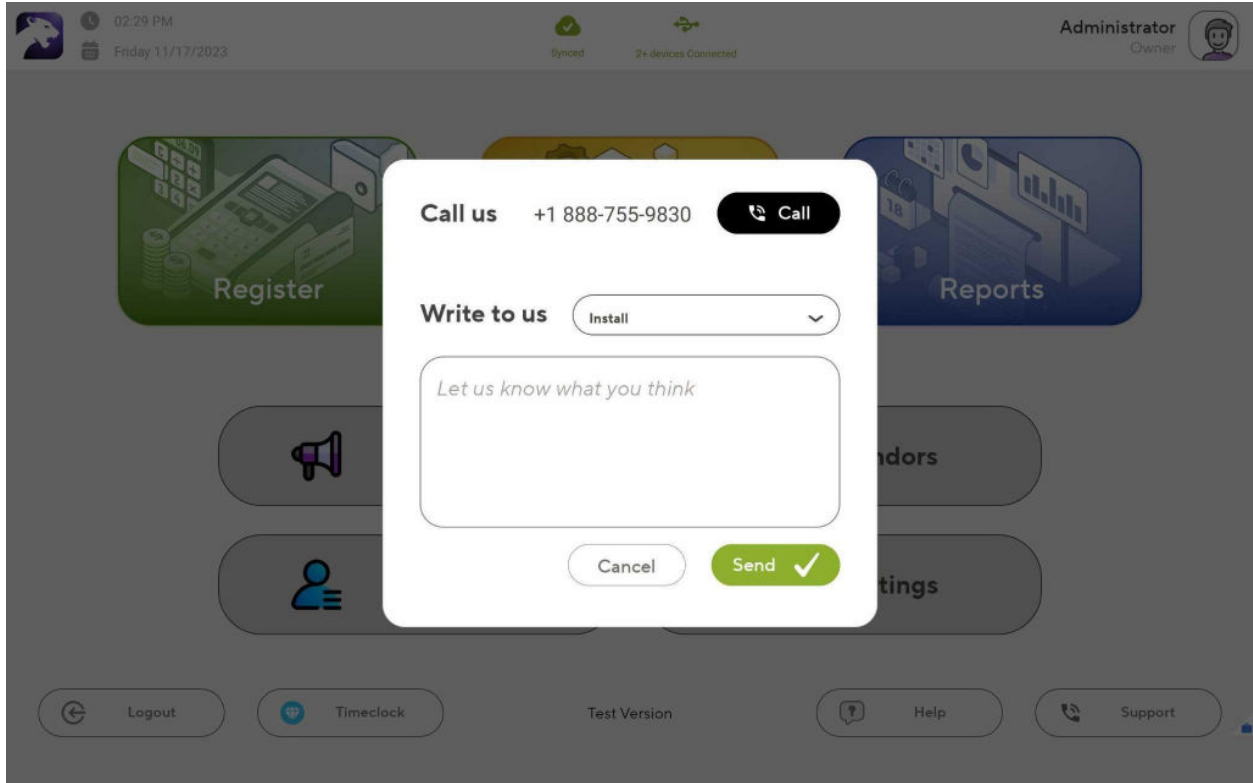 02:29 PM
Friday 11/17/2023
Synced
2+ devices Connected
Administrator
Owner
Register
Reports
Call us +1 888-755-9830 Call
Write to us Install
Let us know what you think
Cancel Send
ndors
tings
Logout
Timeclock
Test Version
Help
Support